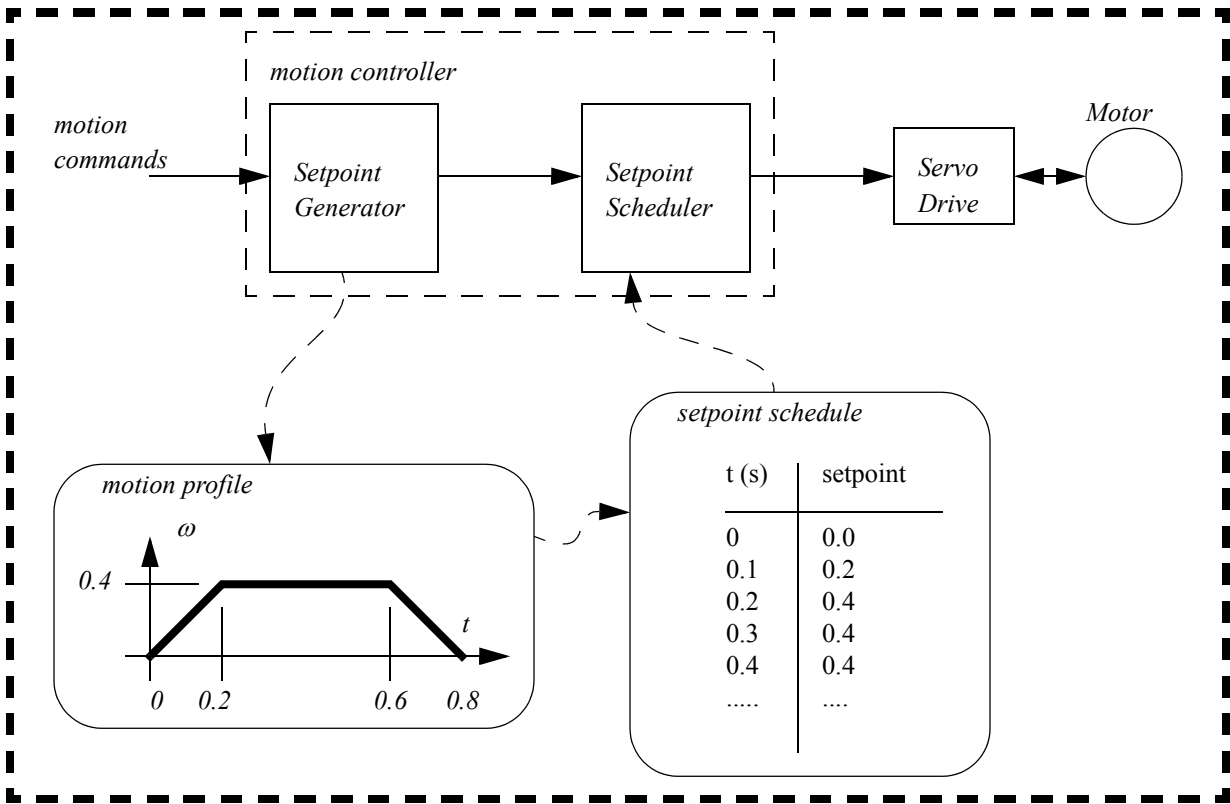 motion controller
motion
commands
Setpoint
Generator
Setpoint
Scheduler
Servo
Drive
Motor
motion profile
ω
0.4
t
0 0.2 0.6 0.8
setpoint schedule
t (s) setpoint
0 0.0
0.1 0.2
0.2 0.4
0.3 0.4
0.4 0.4
..... ....